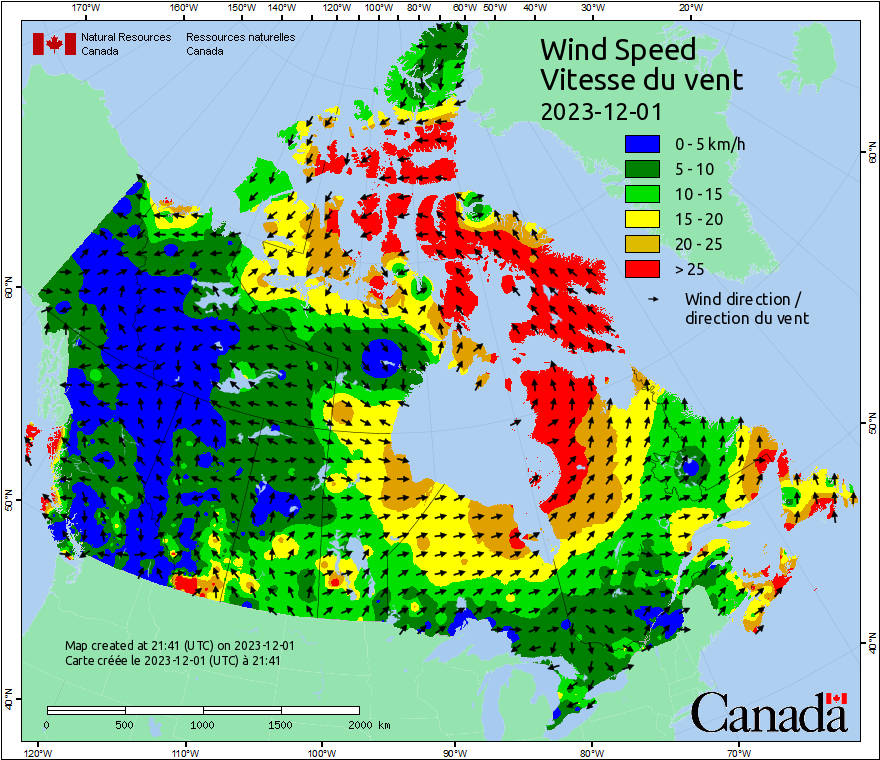 170°W 160°W 150°W 140°W 130°W 120°W 110°W 100°W 90°W 80°W 60°W 50°W 40°W 30°W 20°W
Natural Resources Ressources naturelles
Canada Canada
Wind Speed
Vitesse du vent
2023-12-01
0 - 5 km/h
5 - 10
10 - 15
15 - 20
20 - 25
> 25
Wind direction /
direction du vent
60°N
60°N
50°N
50°N
40°N
40°N
Map created at 21:41 (UTC) on 2023-12-01
Carte créée le 2023-12-01 (UTC) à 21:41
0 500 1000 1500 2000 km
Canada
120°W 110°W 100°W 90°W 80°W 70°W